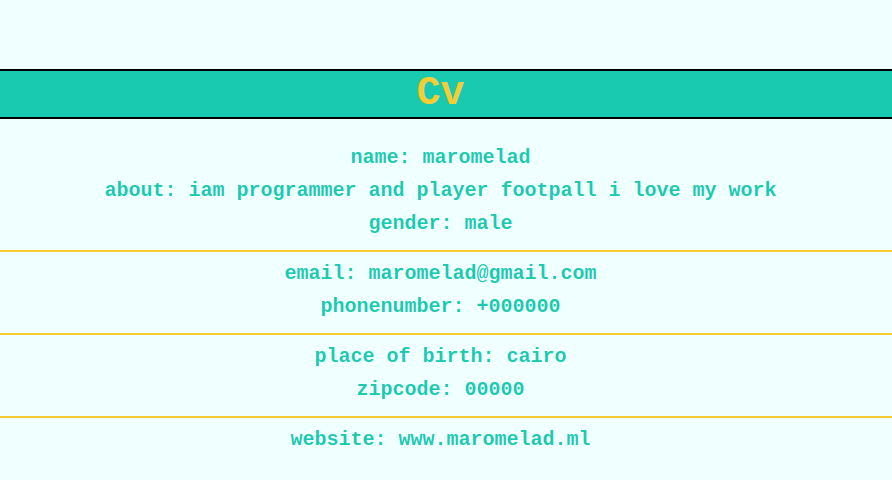 Cv
name: maromelad
about: iam programmer and player footpall i love my work
gender: male
email: maromelad@gmail.com
phonenumber: +000000
place of birth: cairo
zipcode: 00000
website: www.maromelad.ml